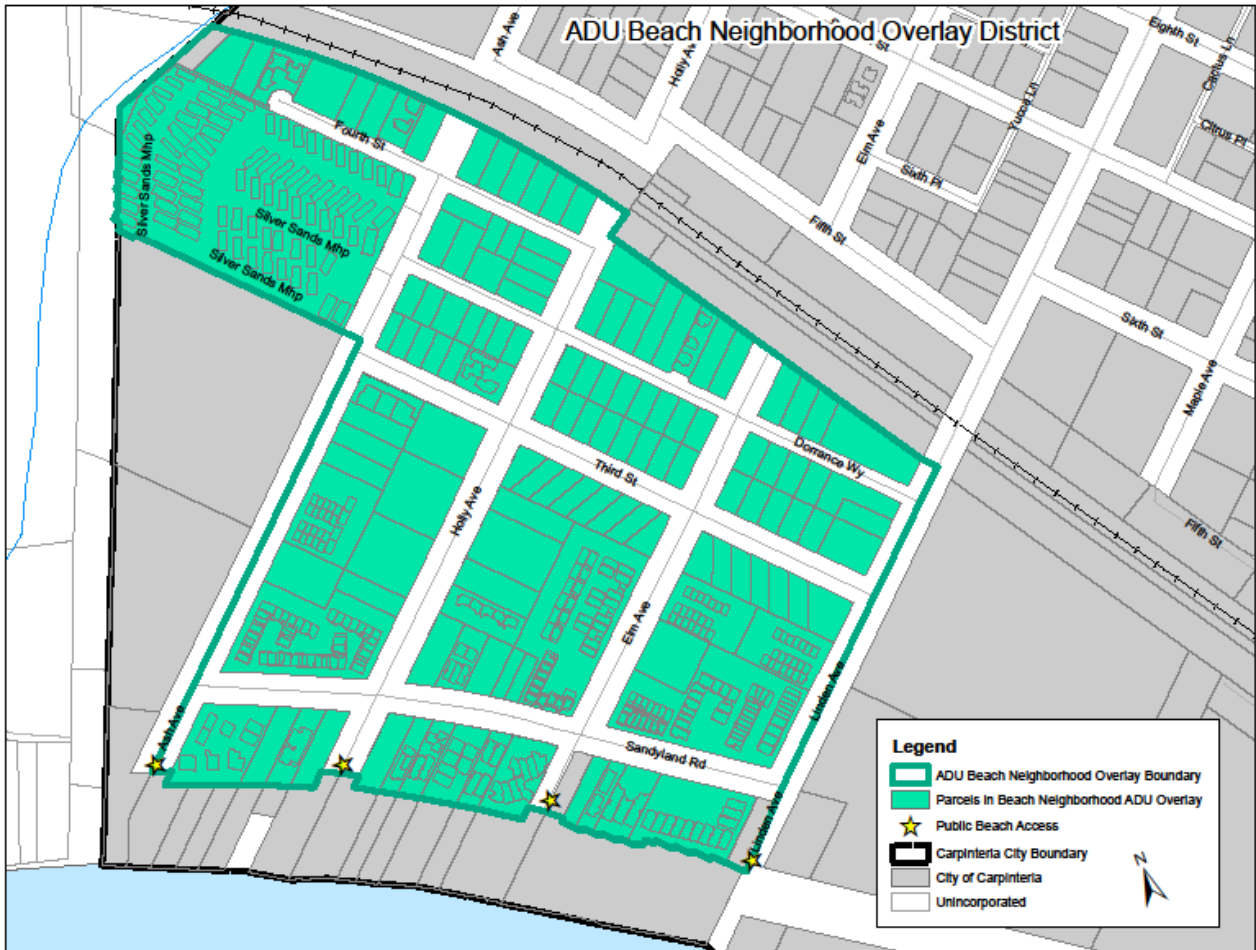 ADU Beach Neighborhood Overlay District
Ash Ave
Holly Ave
St
Eighth St
Cactus Ln
Yucca Ln
Citrus Pl
Elm Ave
Sixth Pl
Fourth St
Fifth St
Silver Sands Mhp
Silver Sands Mhp
Silver Sands Mhp
Sixth St
Maple Ave
Dorrance Wy
Third St
Holly Ave
Fifth St
Elm Ave
Linden Ave
Ash Ave
Sandyland Rd
Linden Ave
Legend
ADU Beach Neighborhood Overlay Boundary
Parcels in Beach Neighborhood ADU Overlay
Public Beach Access
Carpinteria City Boundary
City of Carpinteria
Unincorporated
N